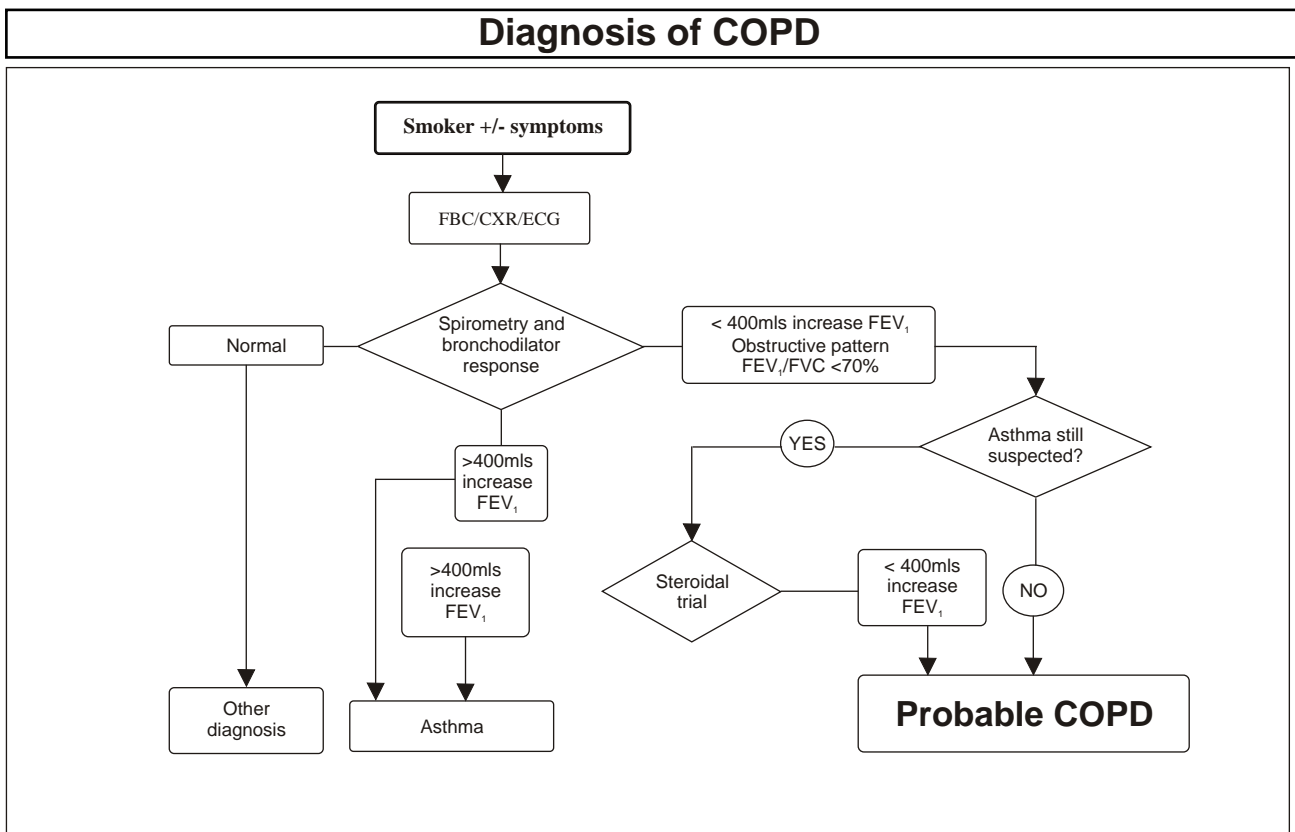 Diagnosis of COPD
Smoker +/- symptoms
FBC/CXR/ECG
Spirometry and
bronchodilator
response
Normal
< 400mls increase FEV₁
Obstructive pattern
FEV₁/FVC <70%
Asthma still
suspected?
YES
>400mls
increase
FEV₁
>400mls
increase
FEV₁
Steroidal
trial
< 400mls
increase
FEV₁
NO
Other
diagnosis
Asthma
Probable COPD